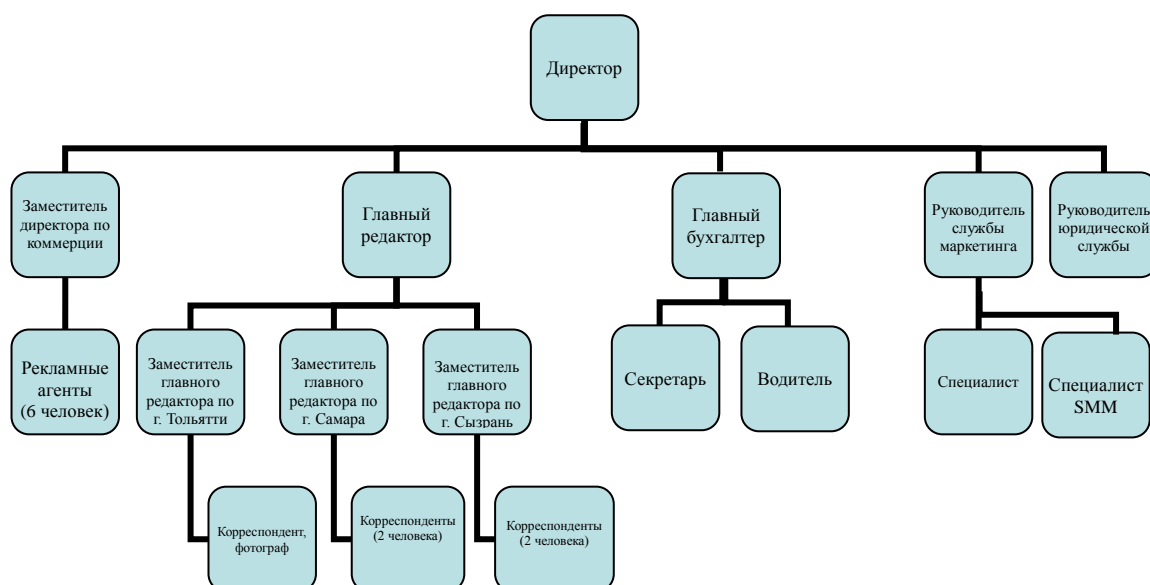 Директор
Заместитель
директора по
коммерции
Главный
редактор
Главный
бухгалтер
Руководитель
службы
маркетинга
Руководитель
юридической
службы
Рекламные
агенты
(6 человек)
Заместитель
главного
редактора по
г. Тольятти
Заместитель
главного
редактора по
г. Самара
Заместитель
главного
редактора по
г. Сызрань
Секретарь
Водитель
Специалист
Специалист
SMM
Корреспондент,
фотограф
Корреспонденты
(2 человека)
Корреспонденты
(2 человека)